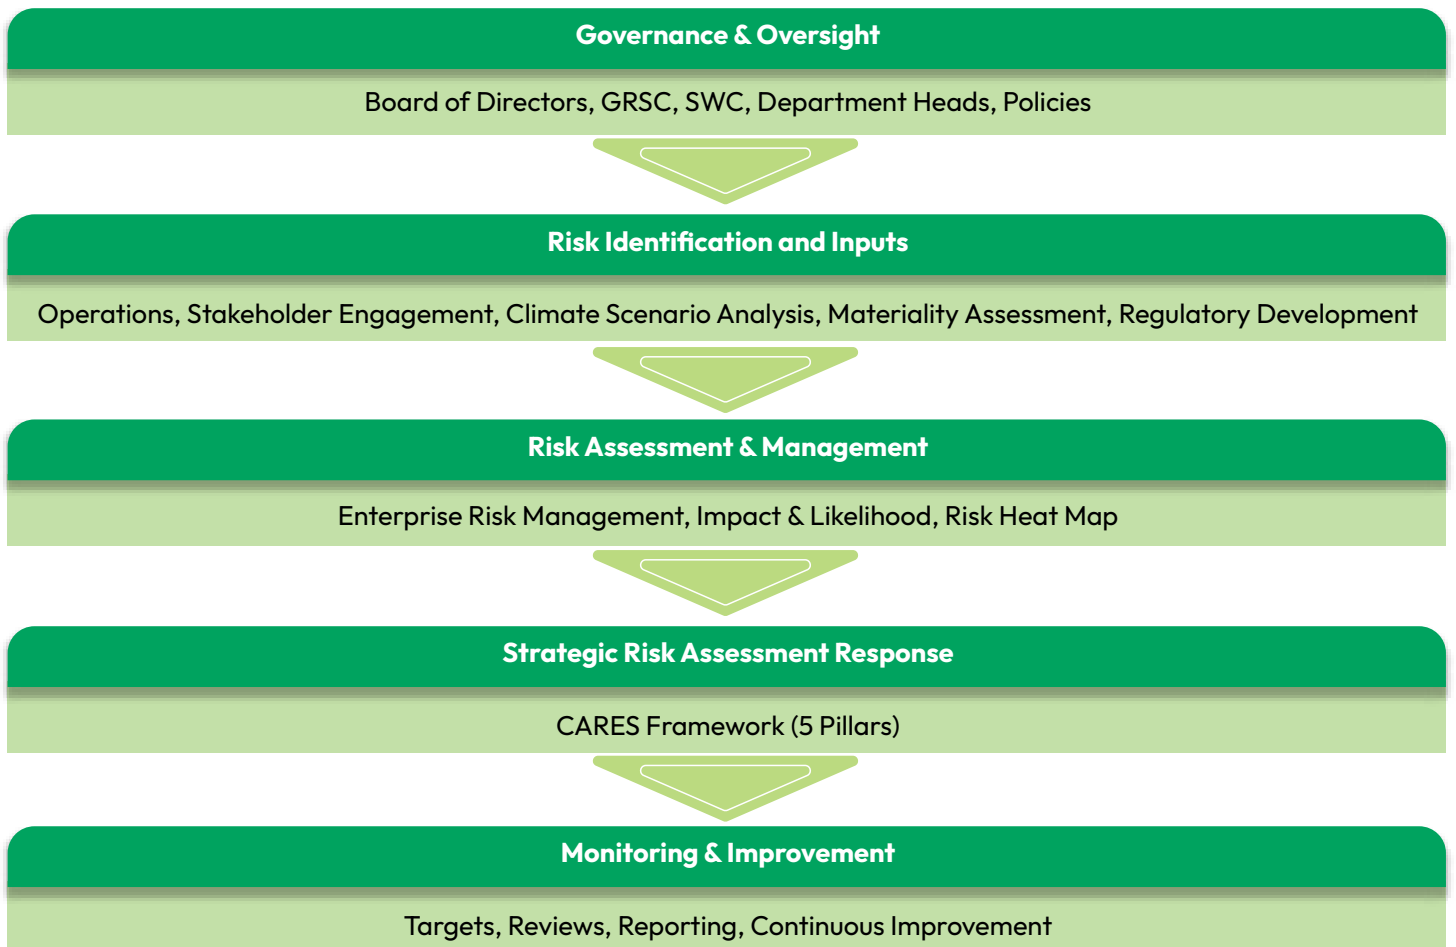 Governance & Oversight
Board of Directors, GRSC, SWC, Department Heads, Policies
Risk Identification and Inputs
Operations, Stakeholder Engagement, Climate Scenario Analysis, Materiality Assessment, Regulatory Development
Risk Assessment & Management
Enterprise Risk Management, Impact & Likelihood, Risk Heat Map
Strategic Risk Assessment Response
CARES Framework (5 Pillars)
Monitoring & Improvement
Targets, Reviews, Reporting, Continuous Improvement